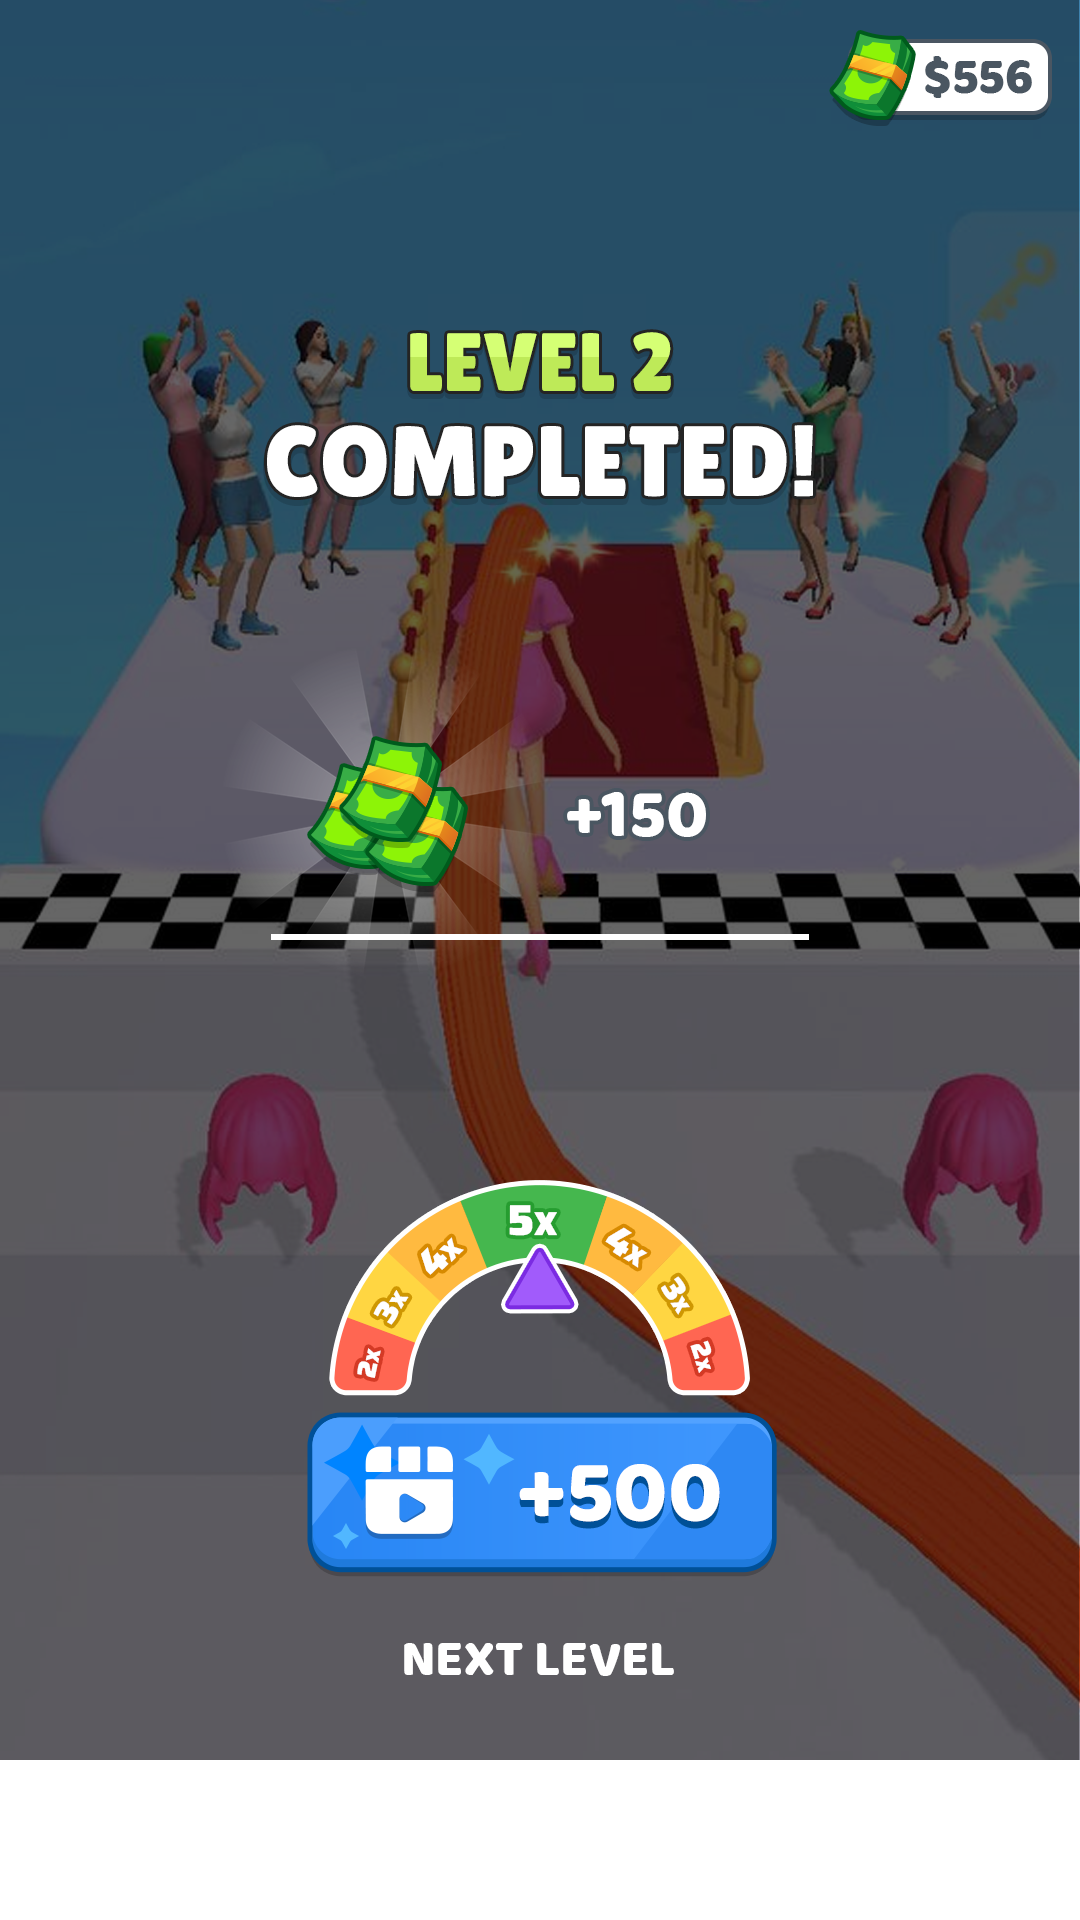 $556
LEVEL 2
COMPLETED!
+150
2x 3x 4x 5x 4x 3x 2x
+500
NEXT LEVEL